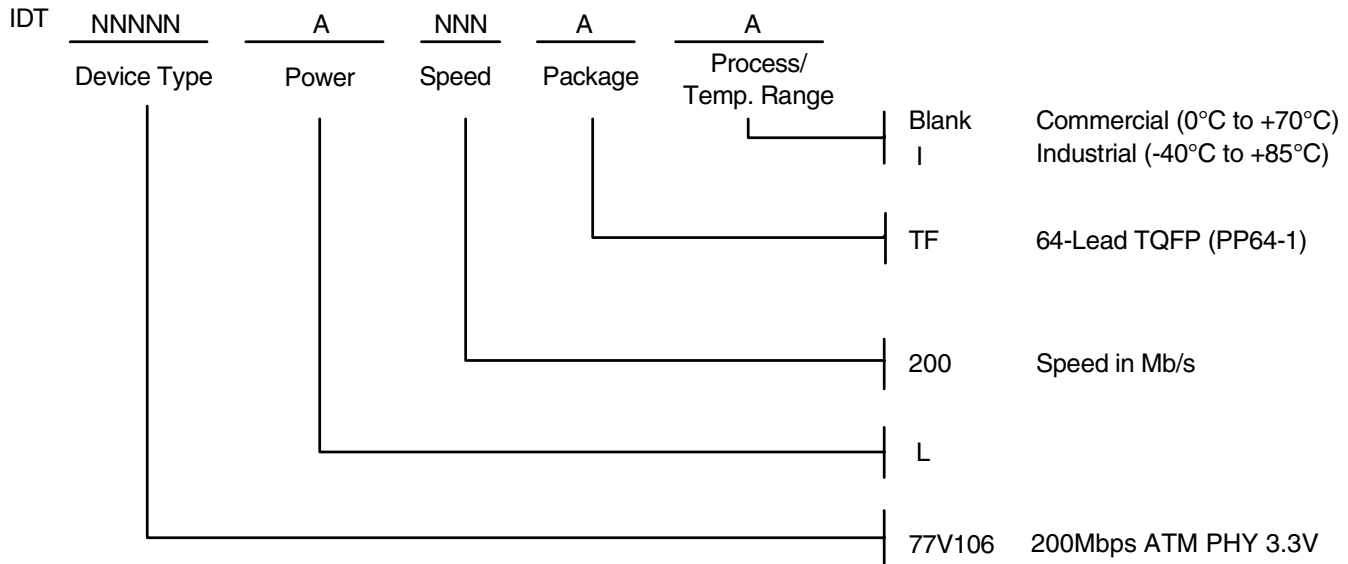 IDT NNNNN A NNN A A
Device Type Power Speed Package Process/
Temp. Range
Blank Commercial (0°C to +70°C)
I Industrial (-40°C to +85°C)
TF 64-Lead TQFP (PP64-1)
200 Speed in Mb/s
L
77V106 200Mbps ATM PHY 3.3V